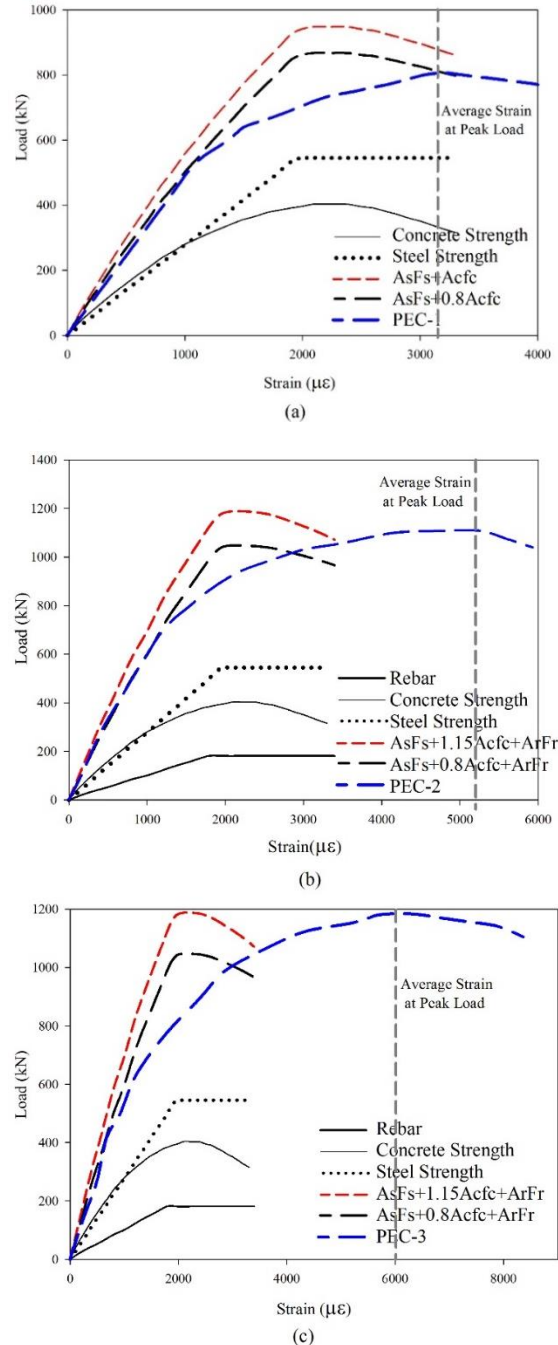 1000
800
600
400
200
0
Load (kN)
Average Strain
at Peak Load
Concrete Strength
Steel Strength
AsFs+Acfc
AsFs+0.8Acfc
PEC-1
0 1000 2000 3000 4000
Strain (µε)
(a)
1400
1200
1000
800
600
400
200
0
Load (kN)
Average Strain
at Peak Load
Rebar
Concrete Strength
Steel Strength
AsFs+1.15Acfc+ArFr
AsFs+0.8Acfc+ArFr
PEC-2
0 1000 2000 3000 4000 5000 6000
Strain(µε)
(b)
1200
1000
800
600
400
200
0
Load (kN)
Average Strain
at Peak Load
Rebar
Concrete Strength
Steel Strength
AsFs+1.15Acfc+ArFr
AsFs+0.8Acfc+ArFr
PEC-3
0 2000 4000 6000 8000
Strain (µε)
(c)